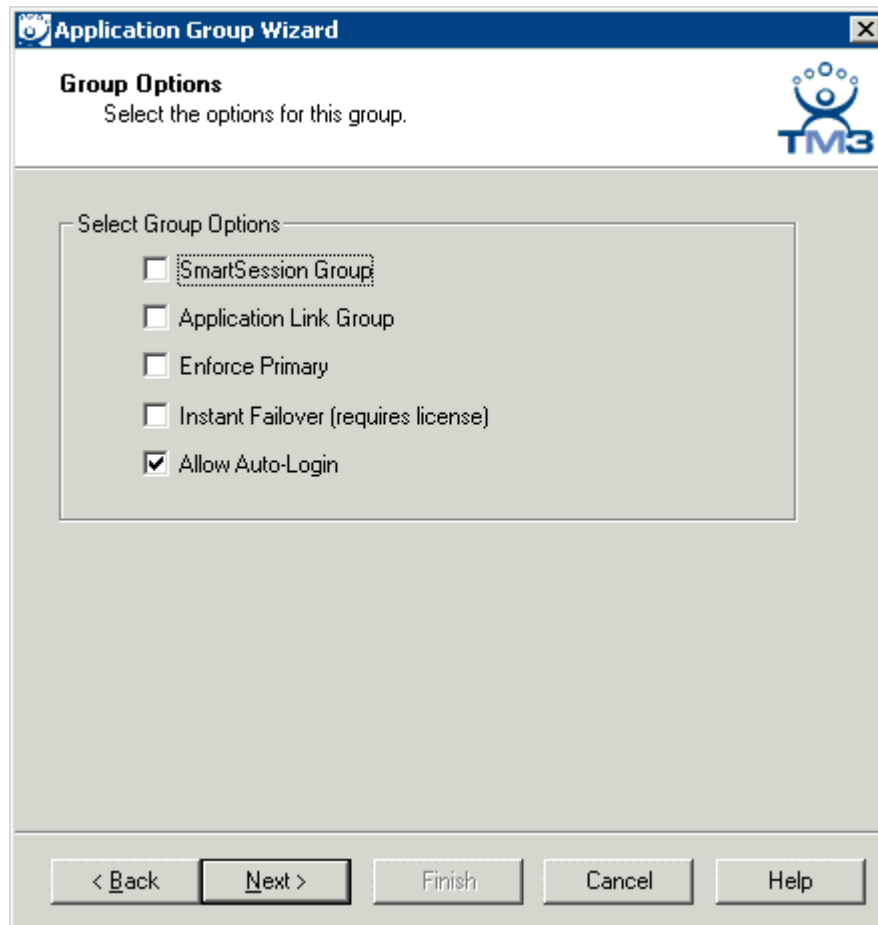 Application Group Wizard
Group Options
Select the options for this group.
TM3
Select Group Options
SmartSession Group
Application Link Group
Enforce Primary
Instant Failover (requires license)
Allow Auto-Login
< Back Next > Finish Cancel Help